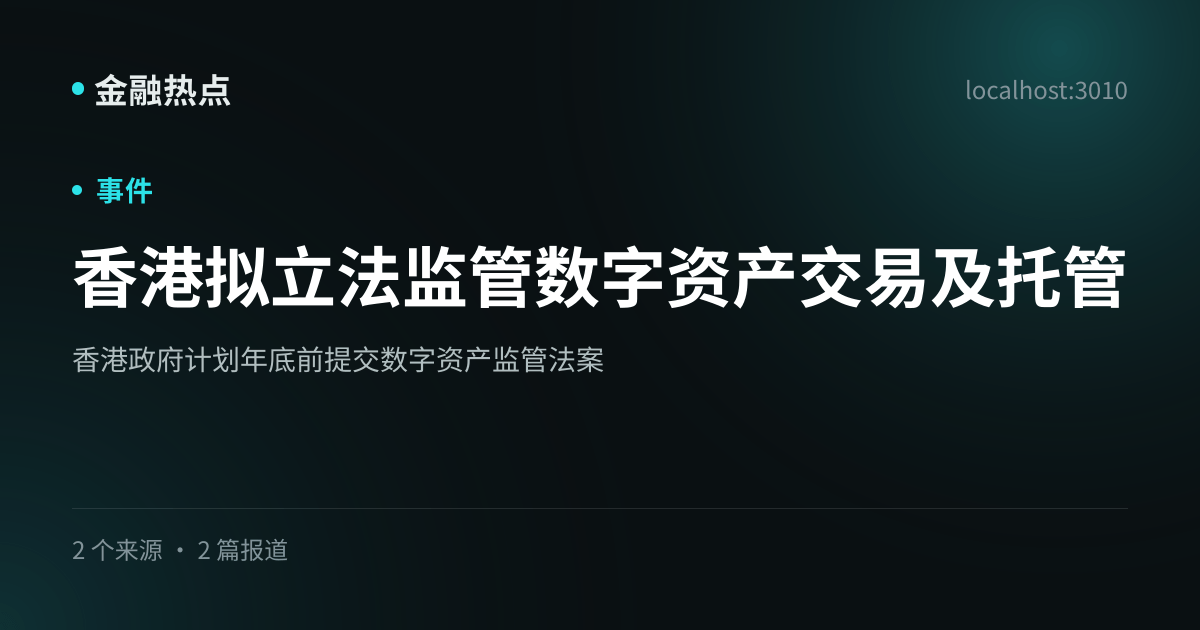 金融热点
localhost:3010
事件
香港拟立法监管数字资产交易及托管
香港政府计划年底前提交数字资产监管法案
2 个来源 • 2 篇报道